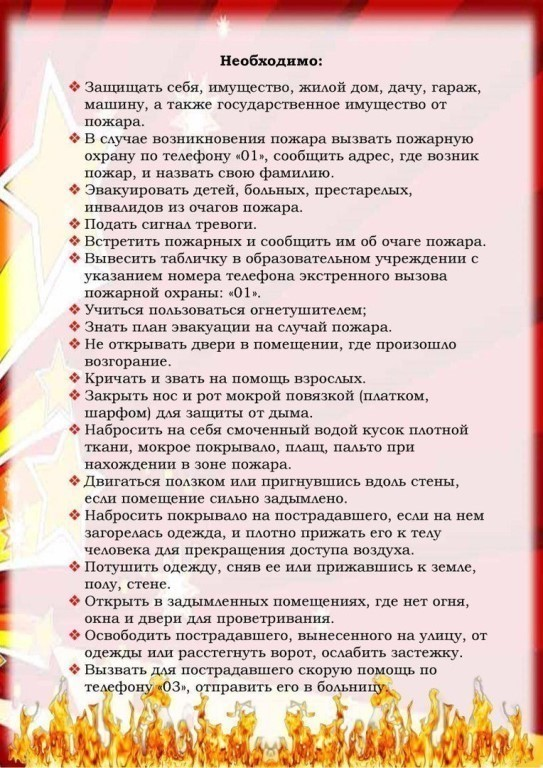 Необходимо:
❖ Защищать себя, имущество, жилой дом, дачу, гараж,
машину, а также государственное имущество от
пожара.
❖ В случае возникновения пожара вызвать пожарную
охрану по телефону «01», сообщить адрес, где возник
пожар, и назвать свою фамилию.
❖ Эвакуировать детей, больных, престарелых,
инвалидов из очагов пожара.
❖ Подать сигнал тревоги.
❖ Встретить пожарных и сообщить им об очаге пожара.
❖ Вывесить табличку в образовательном учреждении с
указанием номера телефона экстренного вызова
пожарной охраны: «01».
❖ Учиться пользоваться огнетушителем;
❖ Знать план эвакуации на случай пожара.
❖ Не открывать двери в помещении, где произошло
возгорание.
❖ Кричать и звать на помощь взрослых.
❖ Закрыть нос и рот мокрой повязкой (платком,
шарфом) для защиты от дыма.
❖ Набросить на себя смоченный водой кусок плотной
ткани, мокрое покрывало, плащ, пальто при
нахождении в зоне пожара.
❖ Двигаться ползком или пригнувшись вдоль стены,
если помещение сильно задымлено.
❖ Набросить покрывало на пострадавшего, если на нем
загорелась одежда, и плотно прижать его к телу
человека для прекращения доступа воздуха.
❖ Потушить одежду, сняв ее или прижавшись к земле,
полу, стене.
❖ Открыть в задымленных помещениях, где нет огня,
окна и двери для проветривания.
❖ Освободить пострадавшего, вынесенного на улицу, от
одежды или расстегнуть ворот, ослабить застежку.
❖ Вызвать для пострадавшего скорую помощь по
телефону «03», отправить его в больницу.